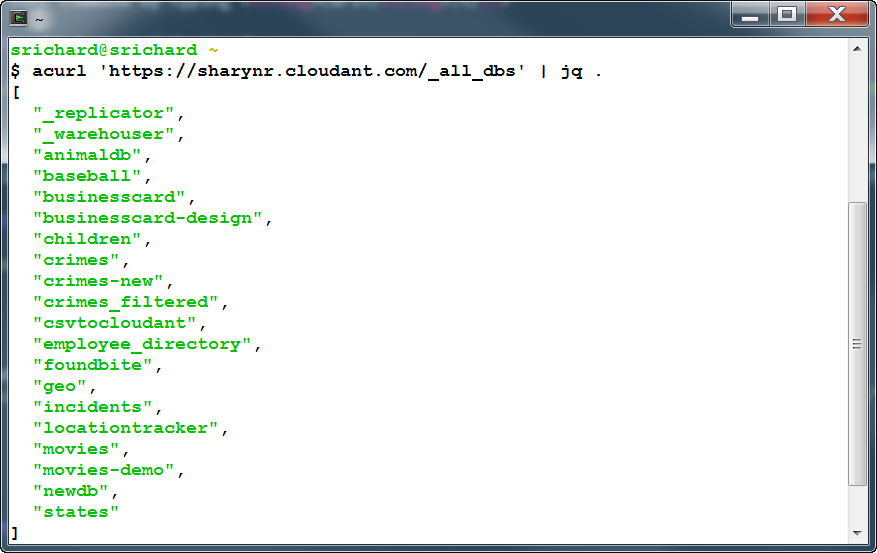 ~
srichard@srichard ~
$ acurl 'https://sharynr.cloudant.com/_all_dbs' | jq .
[
  "_replicator",
  "_warehouser",
  "animaldb",
  "baseball",
  "businesscard",
  "businesscard-design",
  "children",
  "crimes",
  "crimes-new",
  "crimes_filtered",
  "csvtocloudant",
  "employee_directory",
  "foundbite",
  "geo",
  "incidents",
  "locationtracker",
  "movies",
  "movies-demo",
  "newdb",
  "states"
]